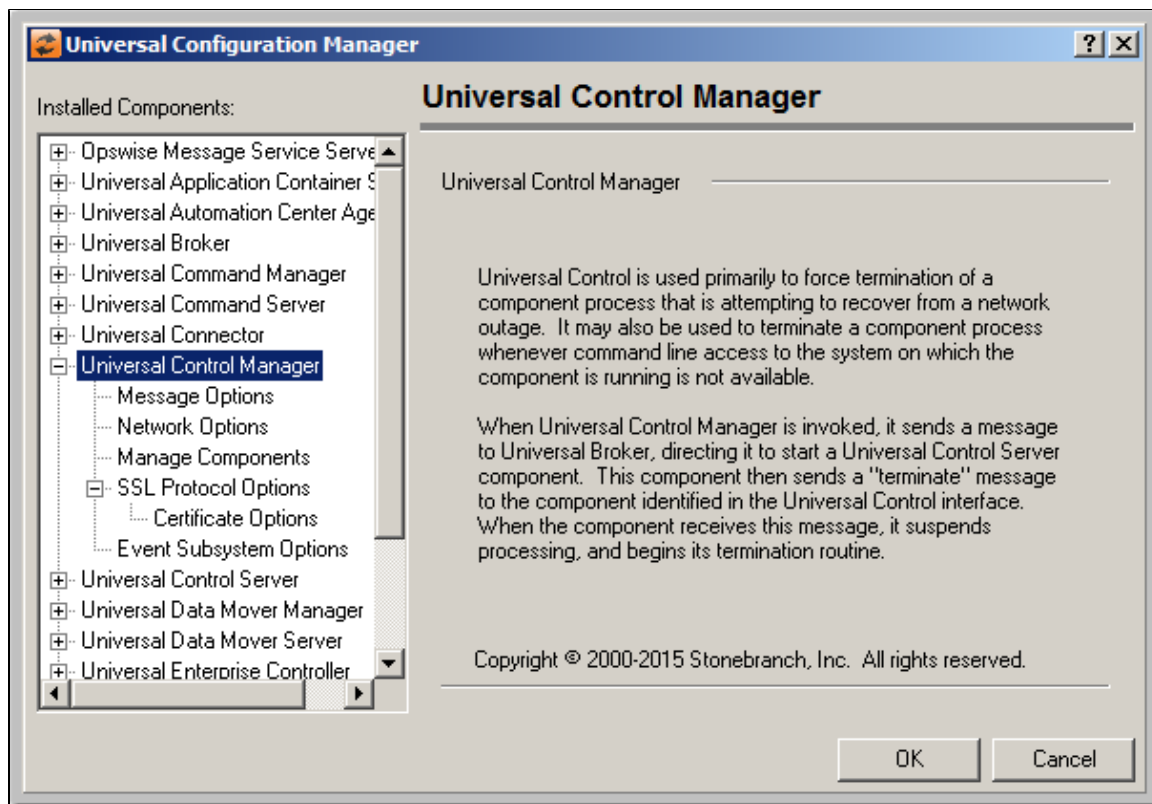 Universal Configuration Manager
Installed Components:
Opswise Message Service Serve
Universal Application Container S
Universal Automation Center Age
Universal Broker
Universal Command Manager
Universal Command Server
Universal Connector
Universal Control Manager
Message Options
Network Options
Manage Components
SSL Protocol Options
Certificate Options
Event Subsystem Options
Universal Control Server
Universal Data Mover Manager
Universal Data Mover Server
Universal Enterprise Controller
Universal Control Manager
Universal Control Manager
Universal Control is used primarily to force termination of a
component process that is attempting to recover from a network
outage. It may also be used to terminate a component process
whenever command line access to the system on which the
component is running is not available.
When Universal Control Manager is invoked, it sends a message
to Universal Broker, directing it to start a Universal Control Server
component. This component then sends a "terminate" message
to the component identified in the Universal Control interface.
When the component receives this message, it suspends
processing, and begins its termination routine.
Copyright © 2000-2015 Stonebranch, Inc. All rights reserved.
OK
Cancel